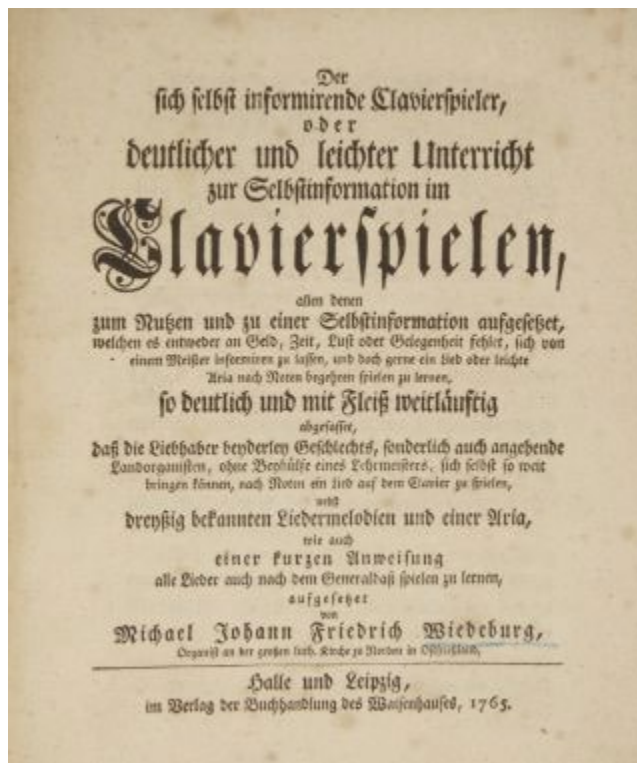 Der
sich selbst informirende Clavierspieler,
oder
deutlicher und leichter Unterricht
zur Selbstinformation im
Clavierspielen,
allen denen
zum Nutzen und zu einer Selbstinformation aufgesetzet,
welchen es entweder an Geld, Zeit, Lust oder Gelegenheit fehlet, sich von
einem Meister informiren zu lassen, und doch gerne ein Lied oder leichte
Aria nach Noten begehren spielen zu lernen,
so deutlich und mit Fleiß weitläuftig
abgefasset,
daß die Liebhaber beyderley Geschlechts, sonderlich auch angehende
Landorganisten, ohne Beyhülfe eines Lehrmeisters, sich selbst so weit
bringen können, nach Noten ein Lied auf dem Clavier zu spielen,
nebst
dreyßig bekannten Liedermelodien und einer Aria,
wie auch
einer kurzen Anweisung
alle Lieder auch nach dem Generalbaß spielen zu lernen,
aufgesetzet
von
Michael Johann Friedrich Wiedeburg,
Organist an der großen luth. Kirche zu Norden in Ostfrießland.
Halle und Leipzig,
im Verlag der Buchhandlung des Waisenhauses, 1765.